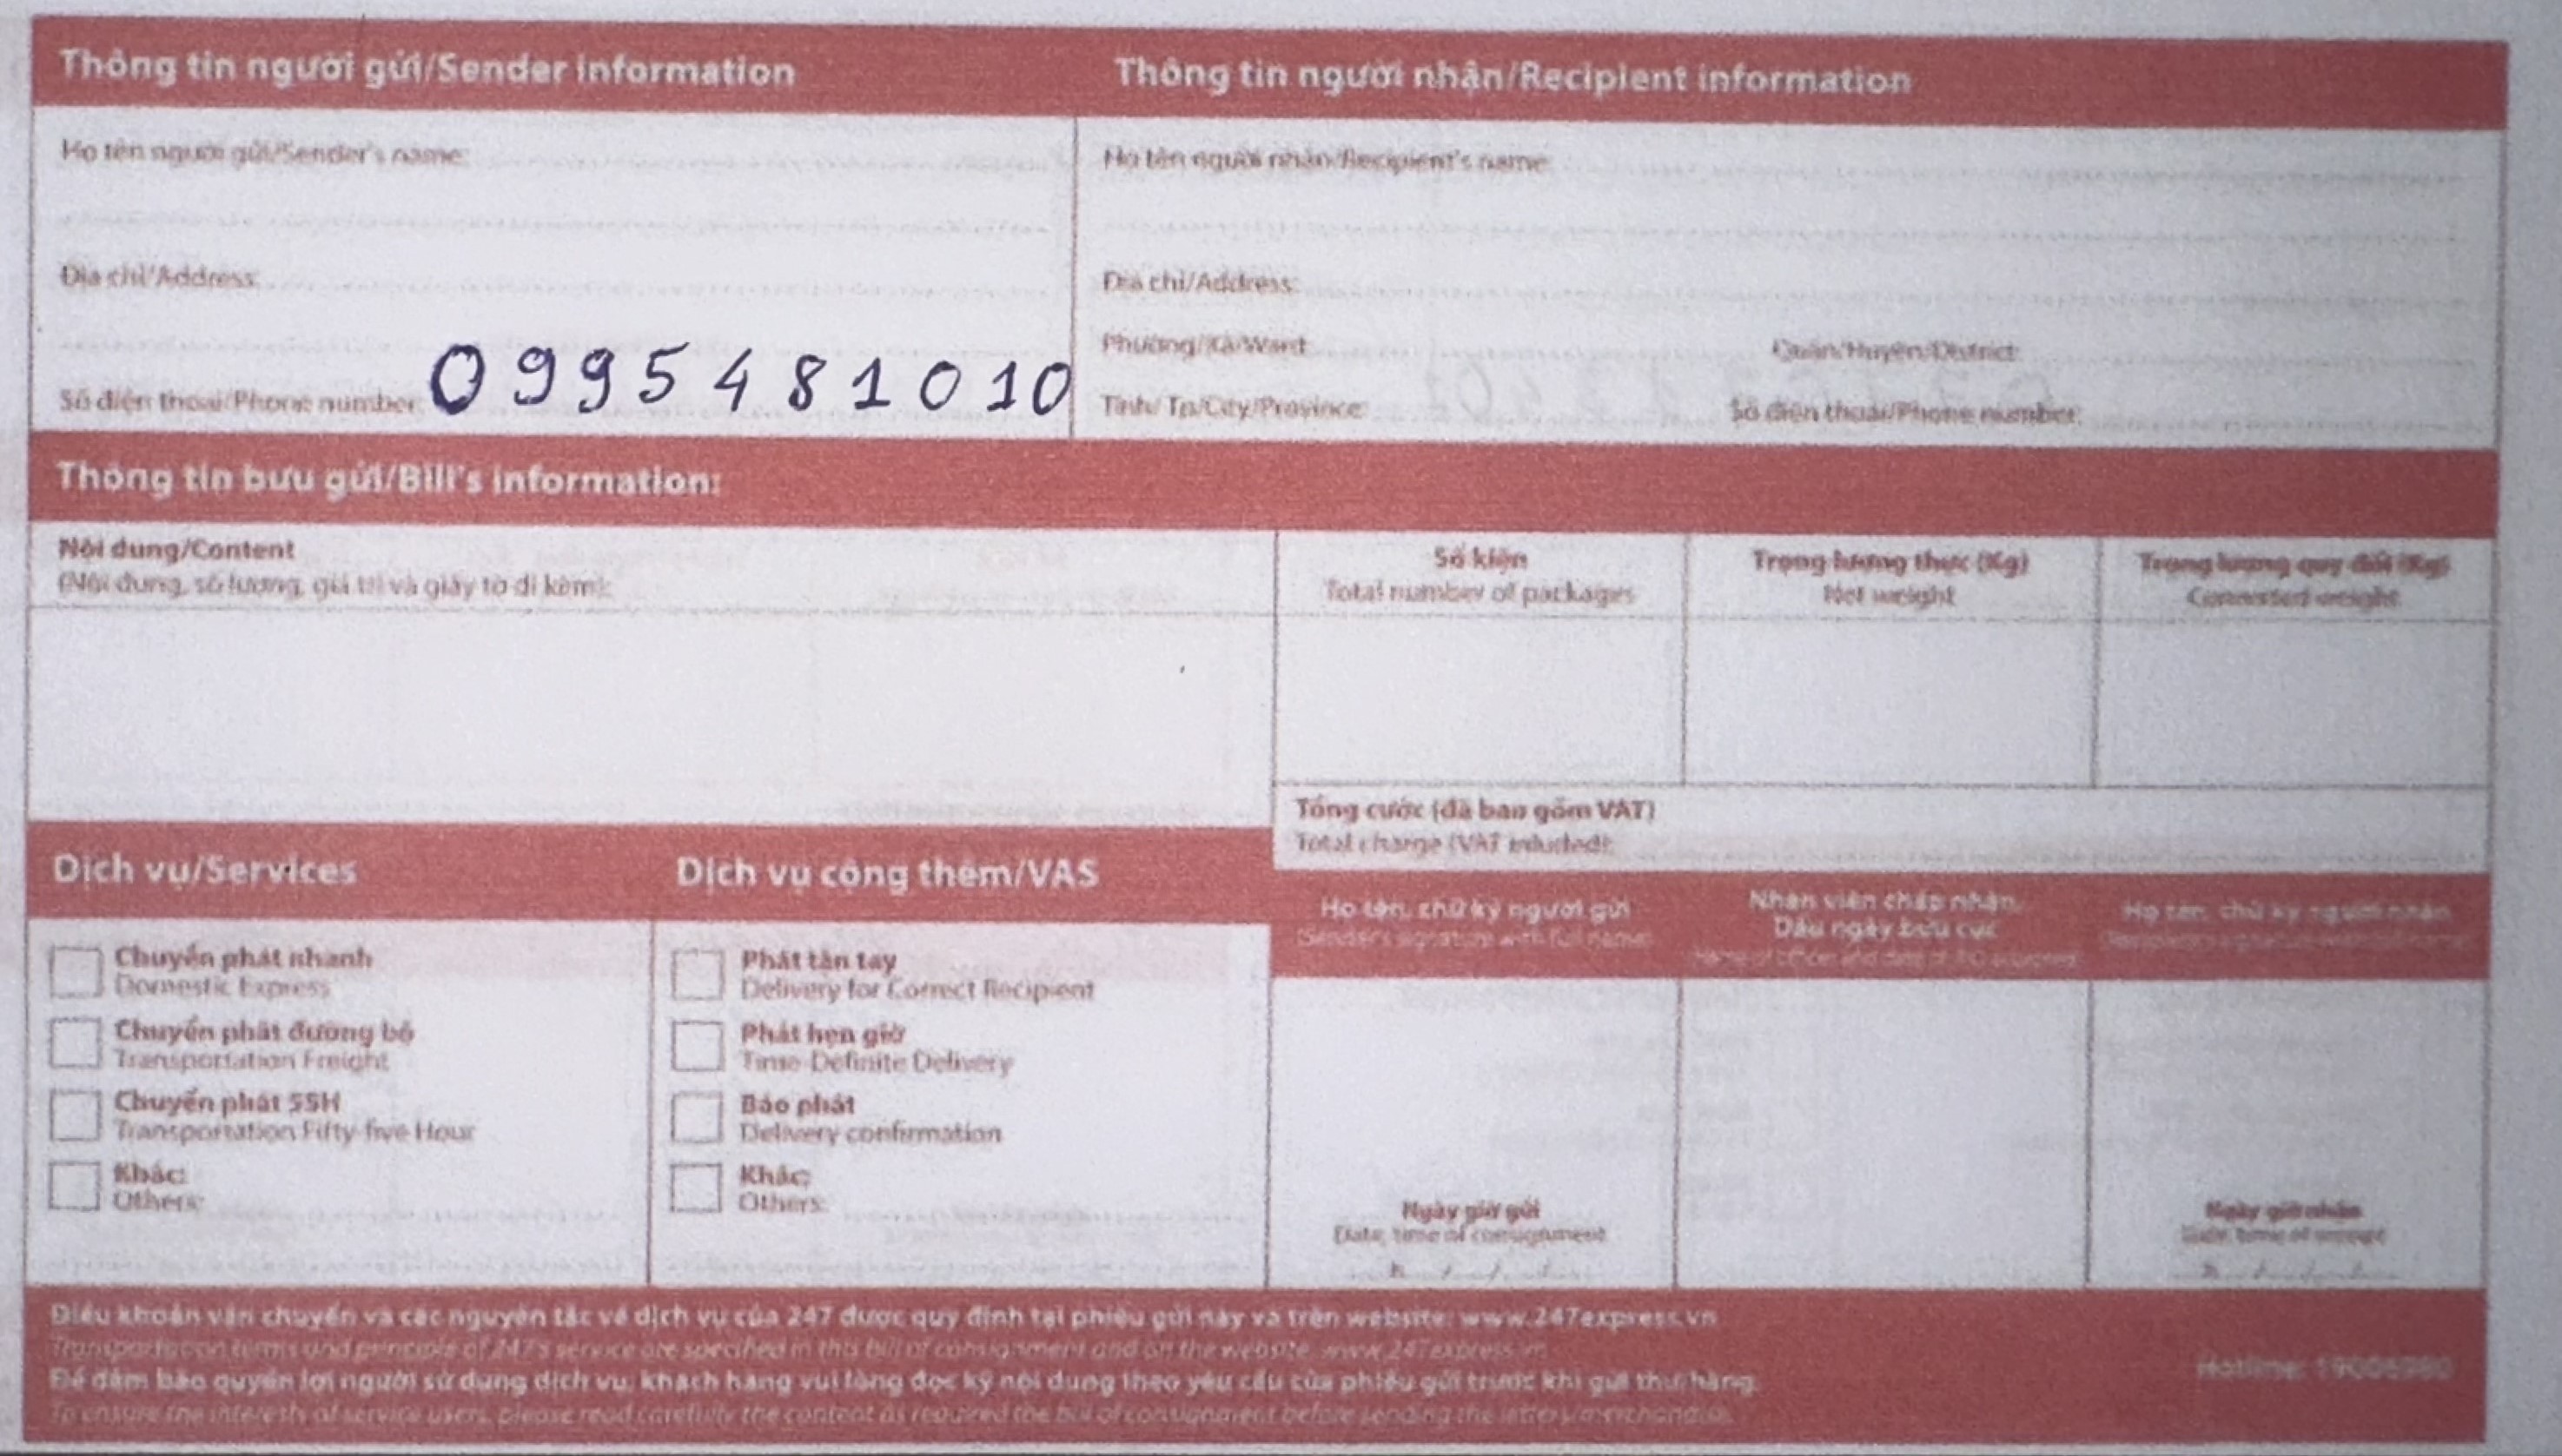 Thông tin người gửi/Sender information
Thông tin người nhận/Recipient information
Họ tên người gửi/Sender's name:
Họ tên người nhận/Recipient's name:
Địa chỉ/Address:
Địa chỉ/Address:
Phường/Xã/Ward:
Quận/Huyện/District:
Số điện thoại/Phone number: 0995481010
Tỉnh/Tp/City/Province:
Số điện thoại/Phone number:
Thông tin bưu gửi/Bill's information:
Nội dung/Content
(Nội dung, số lượng, giá trị và giấy tờ đi kèm):
Số kiện
Total number of packages
Trọng lượng thực (Kg)
Net weight
Trọng lượng quy đổi (Kg)
Converted weight
Tổng cước (đã bao gồm VAT)
Total charge (VAT included):
Dịch vụ/Services
Dịch vụ cộng thêm/VAS
Họ tên, chữ ký người gửi
(Sender's signature with full name)
Nhân viên chấp nhận,
Dấu ngày bưu cục
Họ tên, chữ ký người nhận
Chuyển phát nhanh
Domestic Express
Chuyển phát đường bộ
Transportation Freight
Chuyển phát 55H
Transportation Fifty-five Hour
Khác:
Others:
Phát tận tay
Delivery for Correct Recipient
Phát hẹn giờ
Time-Definite Delivery
Báo phát
Delivery confirmation
Khác:
Others:
Ngày giờ gửi
Date, time of consignment
Ngày giờ nhận
Điều khoản vận chuyển và các nguyên tắc về dịch vụ của 247 được quy định tại phiếu gửi này và trên website: www.247express.vn
Transportation terms and principle of 247's service are specified in this bill of consignment and on the website: www.247express.vn
Để đảm bảo quyền lợi người sử dụng dịch vụ, khách hàng vui lòng đọc kỹ nội dung theo yêu cầu của phiếu gửi trước khi gửi thư/hàng.
To ensure the interests of service users, please read carefully the content as required the bill of consignment before sending the letters/merchandise.
Hotline: 19006980